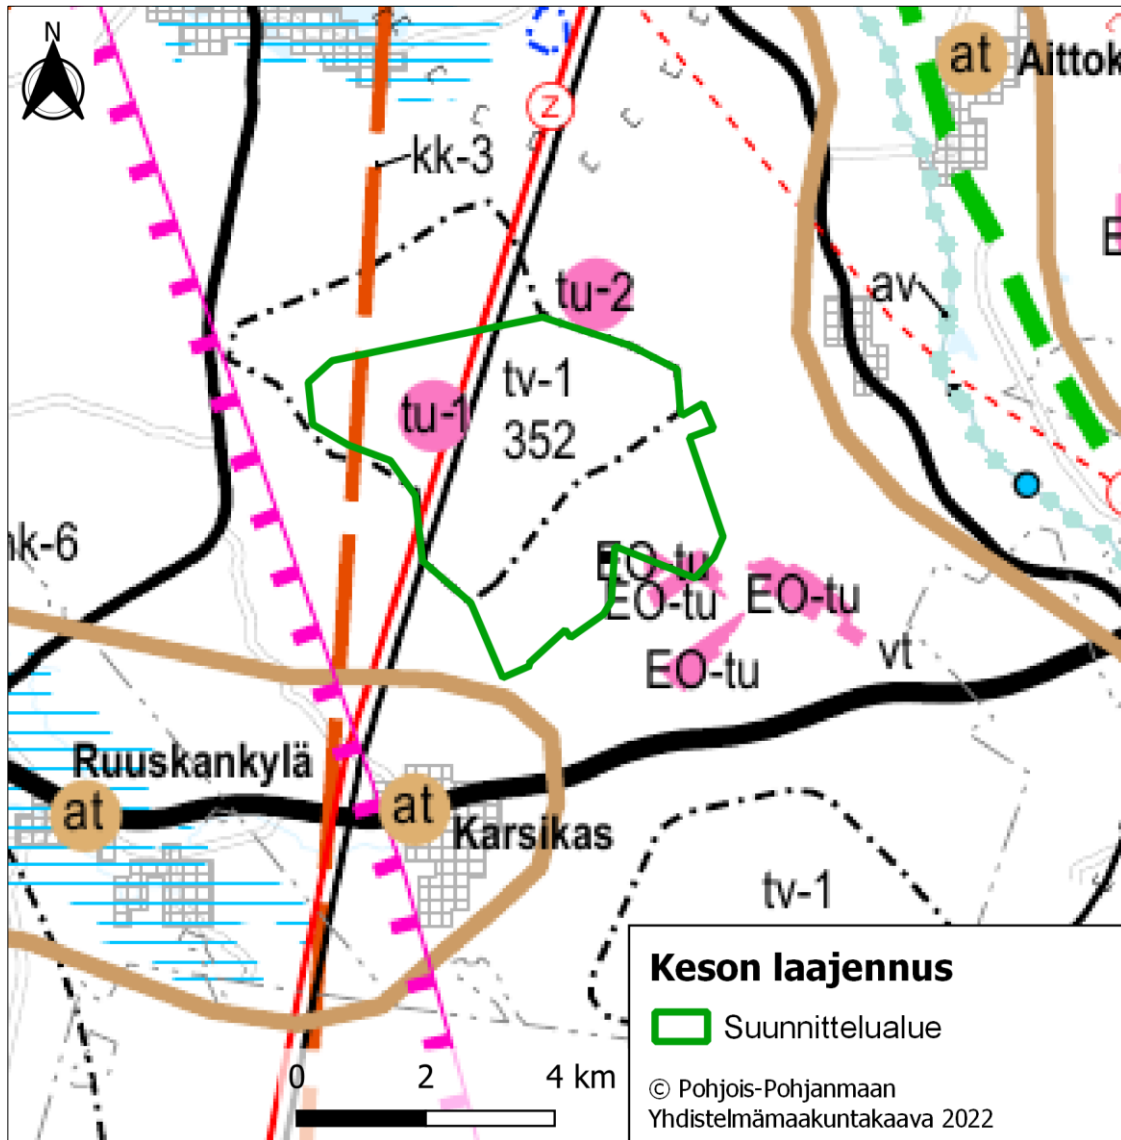 N
at
Aittok
Z
kk-3
tu-2
av
tv-1
352
tu-1
nk-6
EO-tu
EO-tu
EO-tu
EO-tu
vt
Ruuskankylä
at
at
Karsikas
tv-1
Keson laajennus
Suunnittelualue
© Pohjois-Pohjanmaan
Yhdistelmämaakuntakaava 2022
0 2 4 km